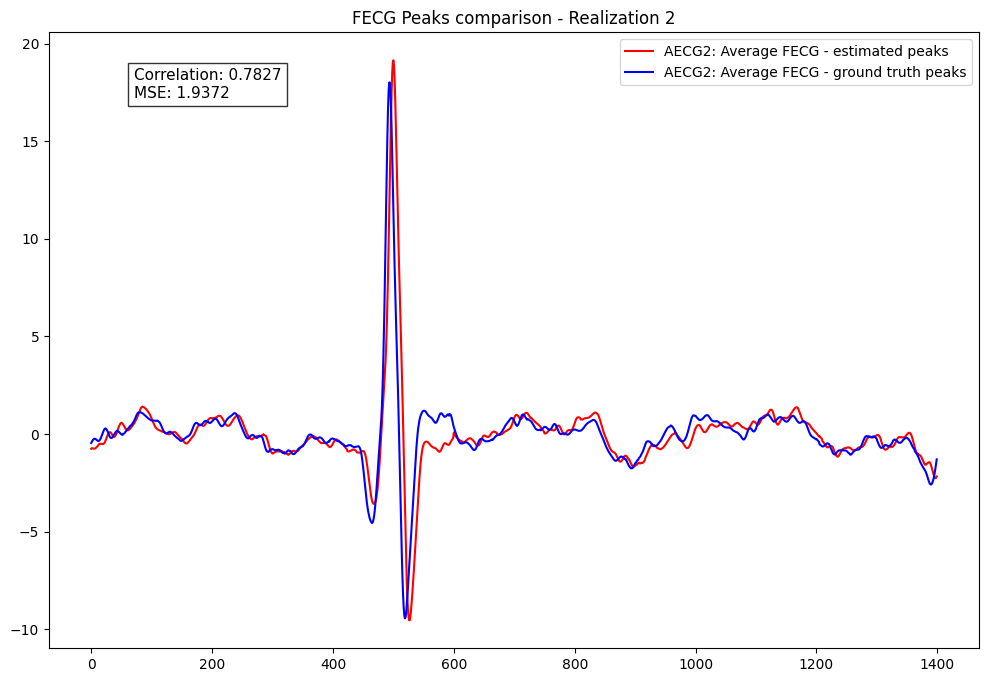 FECG Peaks comparison - Realization 2
AECG2: Average FECG - estimated peaks
AECG2: Average FECG - ground truth peaks
Correlation: 0.7827
MSE: 1.9372
20
15
10
5
0
−5
−10
0 200 400 600 800 1000 1200 1400